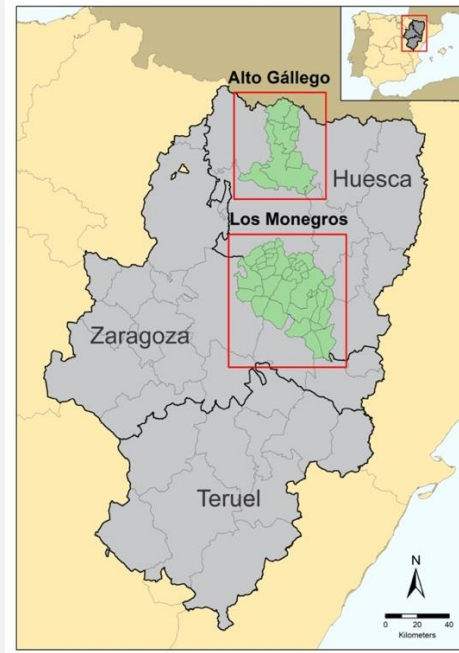 Alto Gállego
Huesca
Los Monegros
Zaragoza
Teruel
N
0 20 40
Kilometers